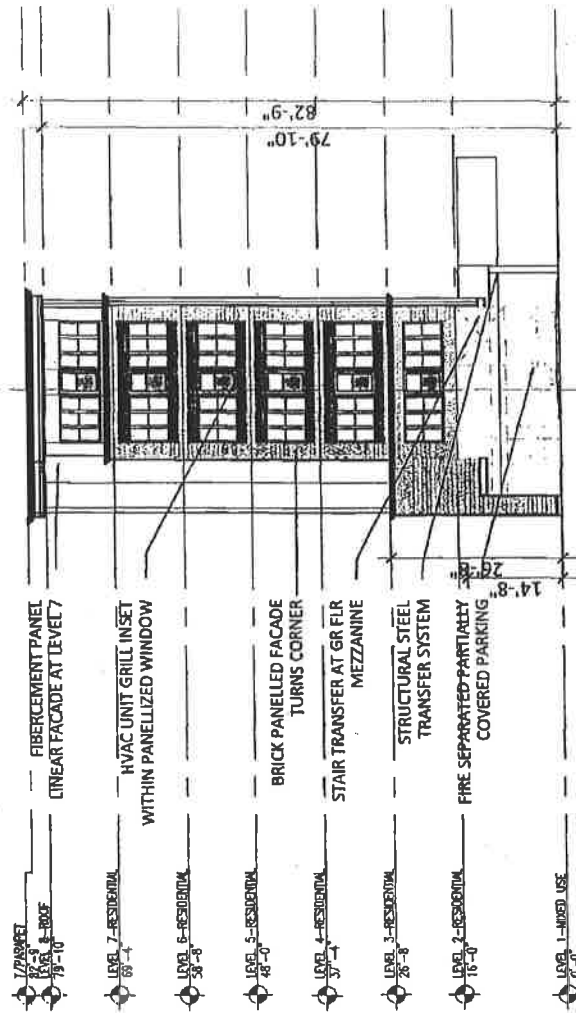 T/PARAPET
82'-9"
LEVEL 8-ROOF
79'-10"
LEVEL 7-RESIDENTIAL
69'-4"
LEVEL 6-RESIDENTIAL
58'-8"
LEVEL 5-RESIDENTIAL
48'-0"
LEVEL 4-RESIDENTIAL
37'-4"
LEVEL 3-RESIDENTIAL
26'-8"
LEVEL 2-RESIDENTIAL
16'-0"
LEVEL 1-MIXED USE
0'-0"
FIBERCEMENT PANEL
LINEAR FACADE AT LEVEL 7
HVAC UNIT GRILL INSET
WITHIN PANELLIZED WINDOW
BRICK PANELLED FACADE
TURNS CORNER
STAIR TRANSFER AT GR FLR
MEZZANINE
STRUCTURAL STEEL
TRANSFER SYSTEM
FIRE SEPARATED PARTIALLY
COVERED PARKING
26'-8"
14'-8"
79'-10"
82'-9"